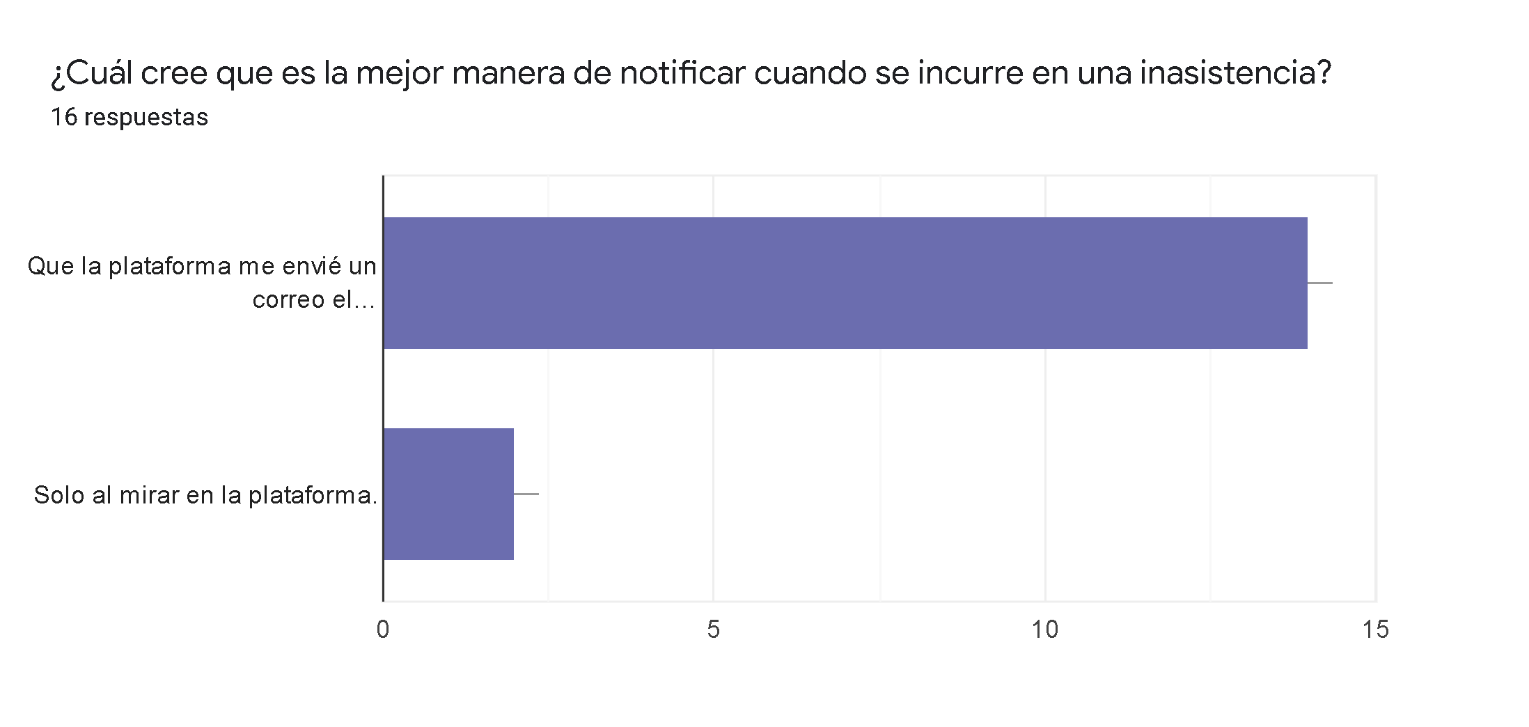 ¿Cuál cree que es la mejor manera de notificar cuando se incurre en una inasistencia?
16 respuestas
Que la plataforma me envié un
correo el…
Solo al mirar en la plataforma.
0
5
10
15